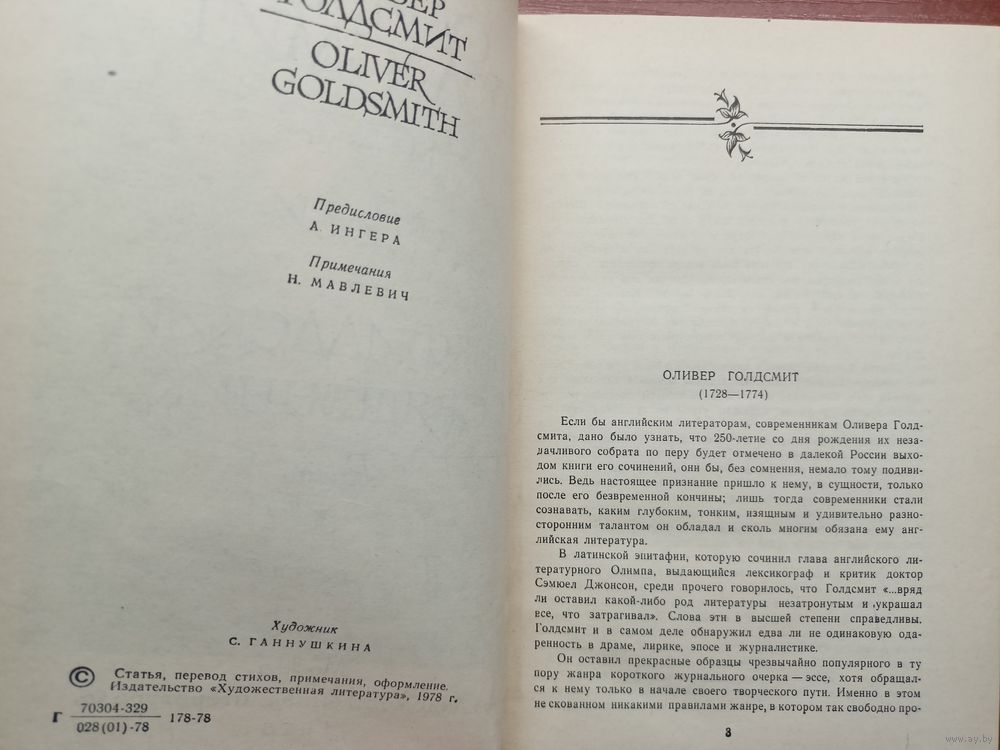 ГОЛДСМИТ
OLIVER
GOLDSMITH
Предисловие
А. ИНГЕРА
Примечания
Н. МАВЛЕВИЧ
Художник
С. ГАННУШКИНА
© Статья, перевод стихов, примечания, оформление.
Издательство «Художественная литература», 1978 г.
Г 70304-329
028(01)-78 178-78
ОЛИВЕР ГОЛДСМИТ
(1728—1774)
Если бы английским литераторам, современникам Оливера Голд-
смита, дано было узнать, что 250-летие со дня рождения их неза-
дачливого собрата по перу будет отмечено в далекой России выхо-
дом книги его сочинений, они бы, без сомнения, немало тому подиви-
лись. Ведь настоящее признание пришло к нему, в сущности, только
после его безвременной кончины; лишь тогда современники стали
сознавать, каким глубоким, тонким, изящным и удивительно разно-
сторонним талантом он обладал и сколь многим обязана ему анг-
лийская литература.
В латинской эпитафии, которую сочинил глава английского ли-
тературного Олимпа, выдающийся лексикограф и критик доктор
Сэмюел Джонсон, среди прочего говорилось, что Голдсмит «...вряд
ли оставил какой-либо род литературы незатронутым и украшал
все, что затрагивал». Слова эти в высшей степени справедливы.
Голдсмит и в самом деле обнаружил едва ли не одинаковую ода-
ренность в драме, лирике, эпосе и журналистике.
Он оставил прекрасные образцы чрезвычайно популярного в ту
пору жанра короткого журнального очерка — эссе, хотя обращал-
ся к нему только в начале своего творческого пути. Именно в этом
не скованном никакими правилами жанре, в котором так свободно про-
3
www.ay.by